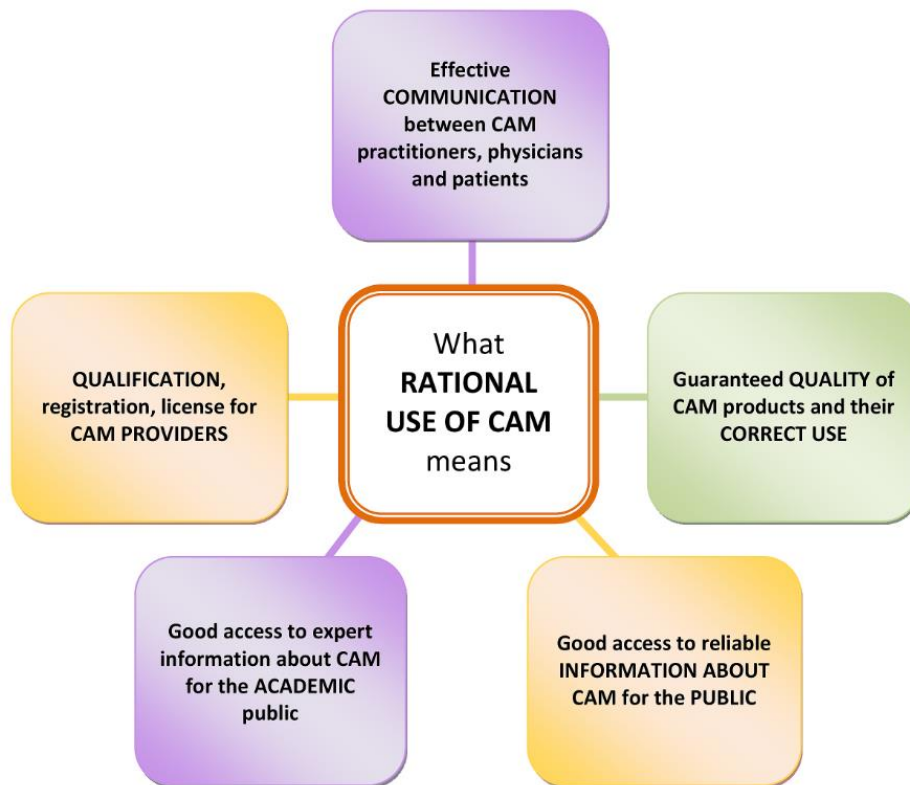 Effective
COMMUNICATION
between CAM
practitioners, physicians
and patients
What
RATIONAL
USE OF CAM
means
QUALIFICATION,
registration, license for
CAM PROVIDERS
Guaranteed QUALITY of
CAM products and their
CORRECT USE
Good access to expert
information about CAM
for the ACADEMIC
public
Good access to reliable
INFORMATION ABOUT
CAM for the PUBLIC